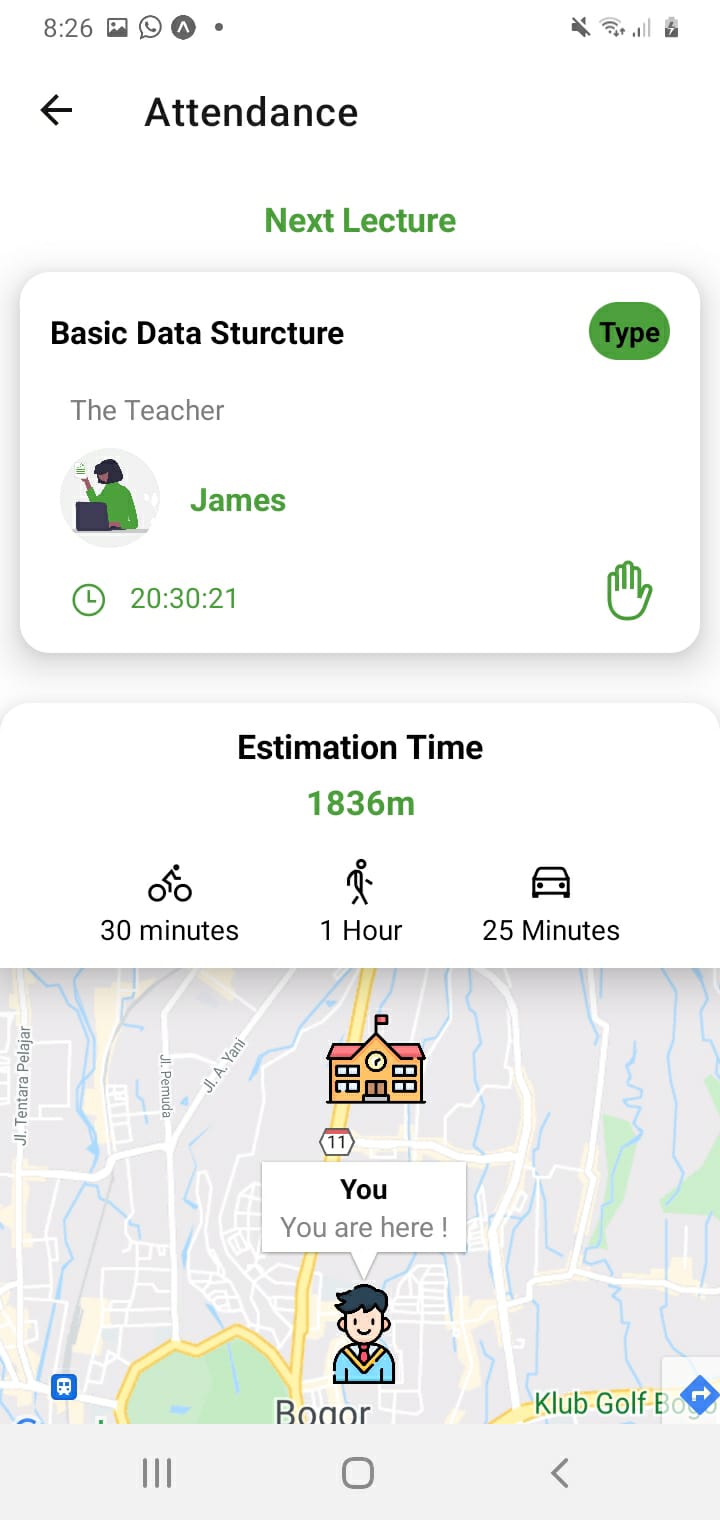 8:26
Attendance
Next Lecture
Basic Data Sturcture
Type
The Teacher
James
20:30:21
Estimation Time
1836m
30 minutes
1 Hour
25 Minutes
Jl. Tentara Pelajar
Jl. Pemuda
Jl. A. Yani
11
You
You are here !
Klub Golf Bogo
Bogor